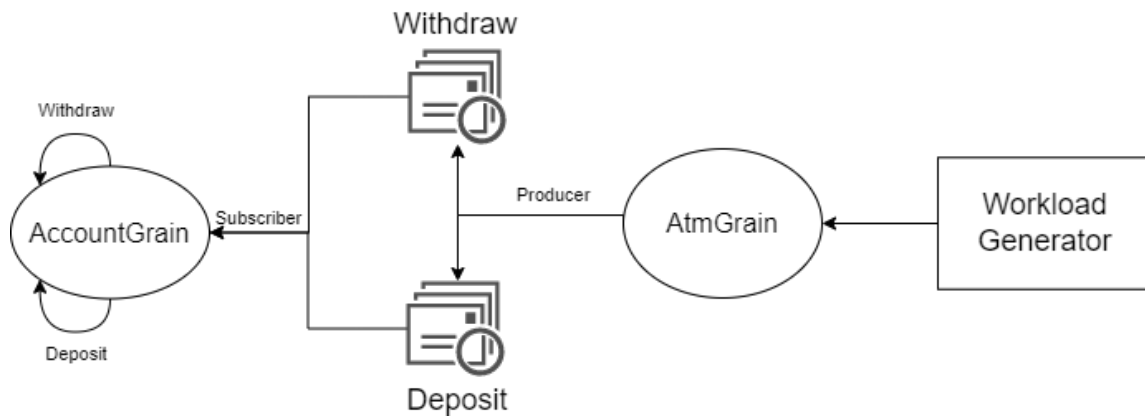 Withdraw
Withdraw
AccountGrain
Subscriber
Producer
AtmGrain
Workload
Generator
Deposit
Deposit